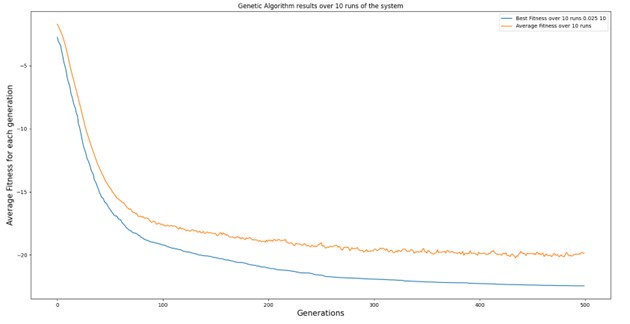 Genetic Algorithm results over 10 runs of the system
Best Fitness over 10 runs 0.025 10
Average fitness over 10 runs
Average Fitness for each generation
−5
−10
−15
−20
0
100
200
300
400
500
Generations